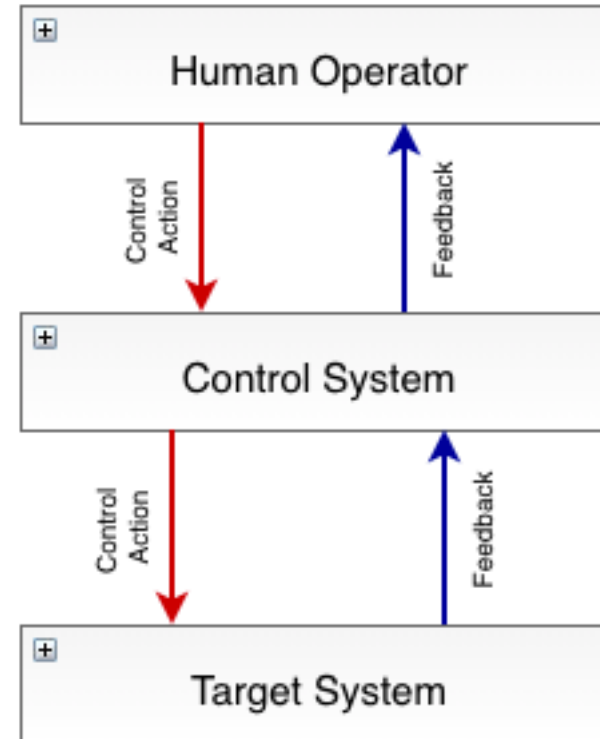 Human Operator
Control
Action
Feedback
Control System
Control
Action
Feedback
Target System